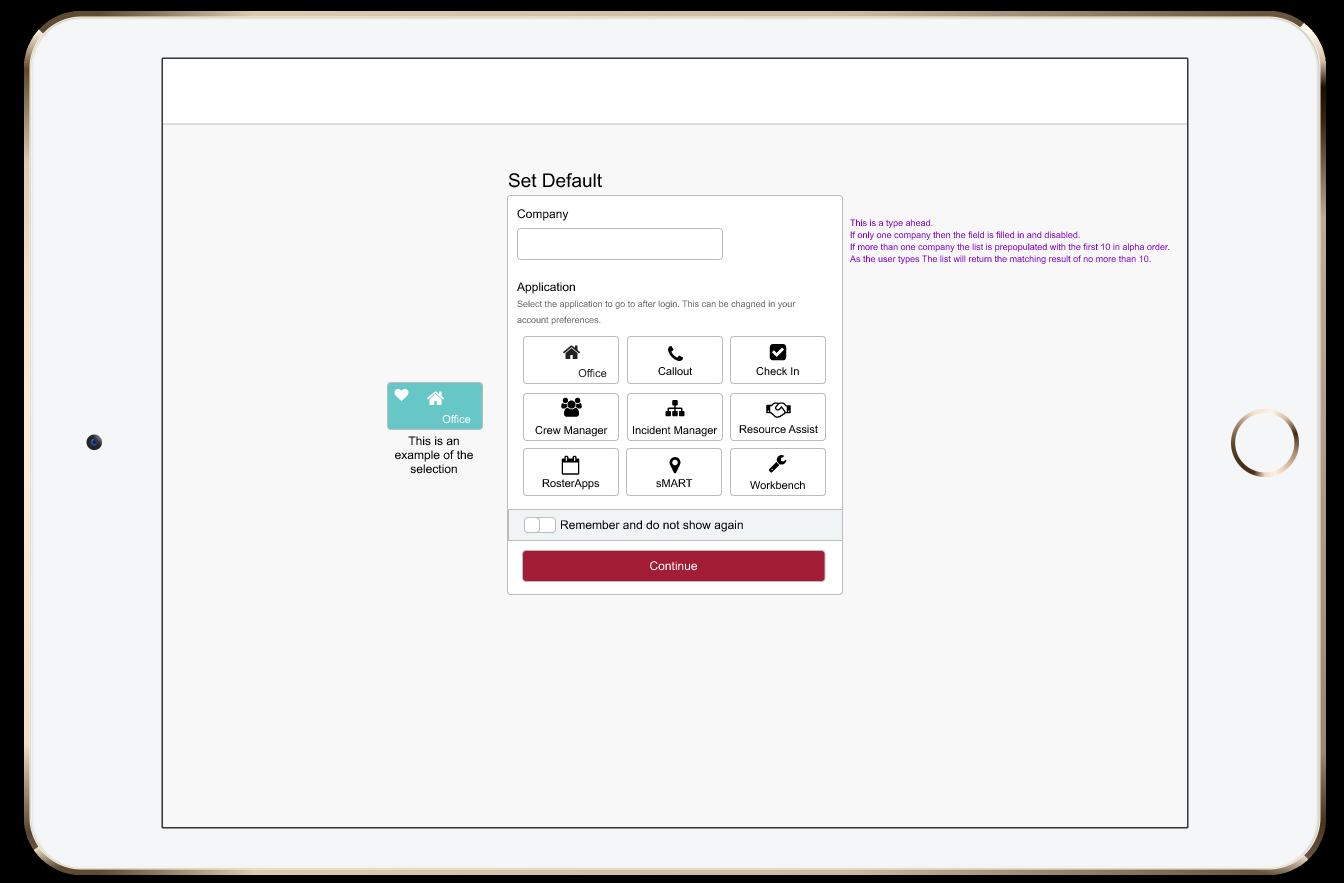 Set Default
Company
This is a type ahead.
If only one company then the field is filled in and disabled.
If more than one company the list is prepopulated with the first 10 in alpha order.
As the user types The list will return the matching result of no more than 10.
Application
Select the application to go to after login. This can be chagned in your
account preferences.
Office
Callout
Check In
Office
This is an
example of the
selection
Crew Manager
Incident Manager
Resource Assist
RosterApps
sMART
Workbench
Remember and do not show again
Continue